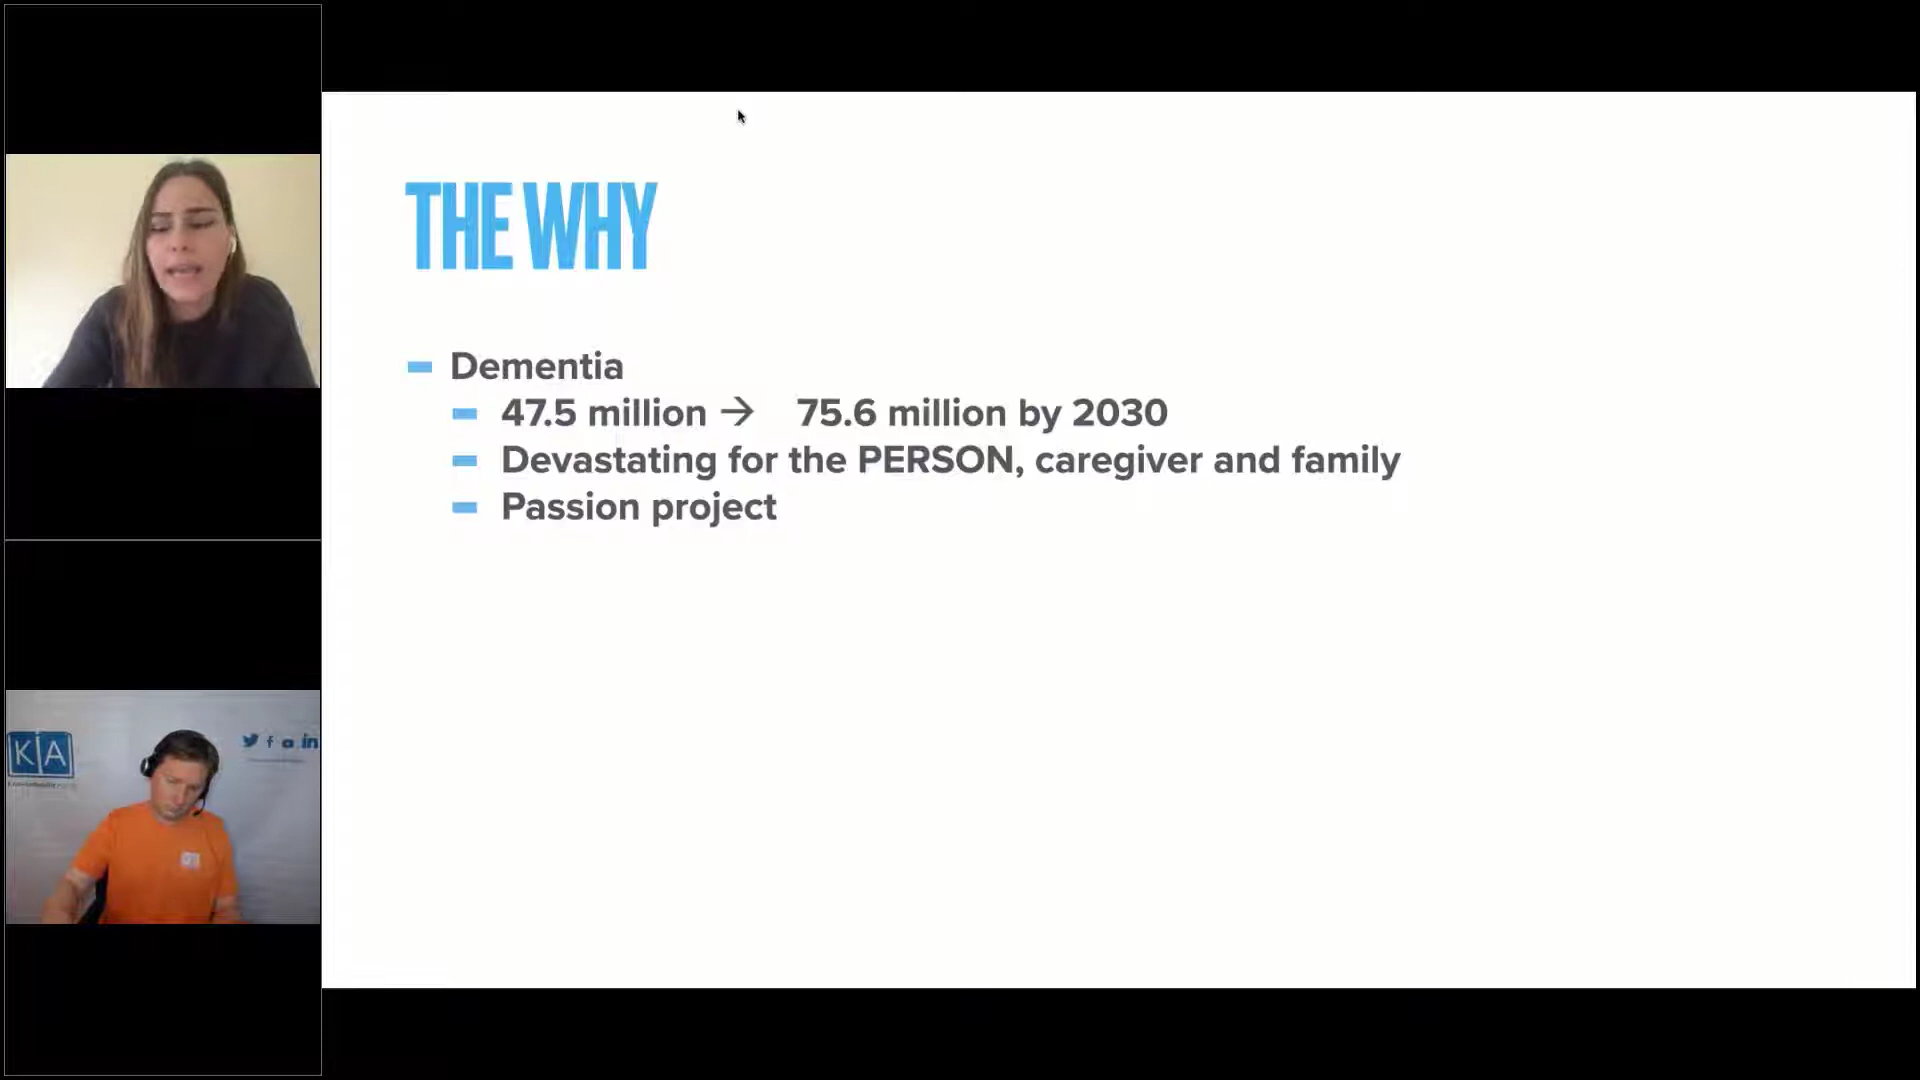 THE WHY
Dementia
47.5 million → 75.6 million by 2030
Devastating for the PERSON, caregiver and family
Passion project
K|A